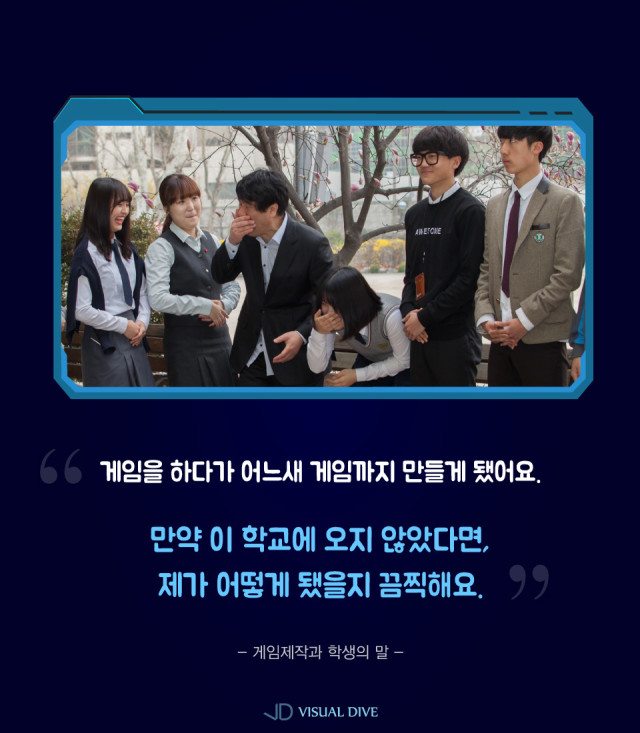 게임을 하다가 어느새 게임까지 만들게 됐어요.
만약 이 학교에 오지 않았다면,
제가 어떻게 됐을지 끔찍해요.
– 게임제작과 학생의 말 –
VD VISUAL DIVE